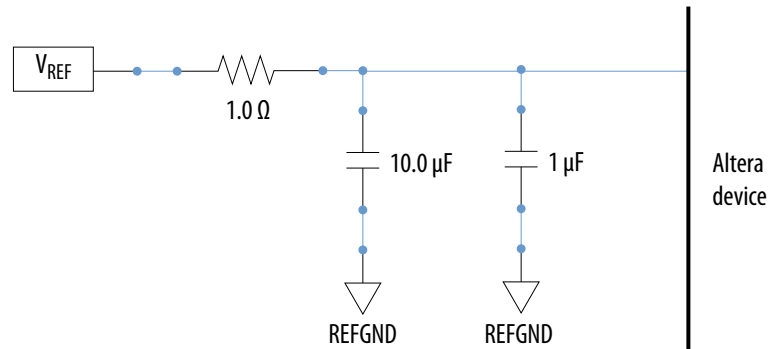 VREF
1.0 Ω
10.0 µF
1 µF
Altera
device
REFGND
REFGND